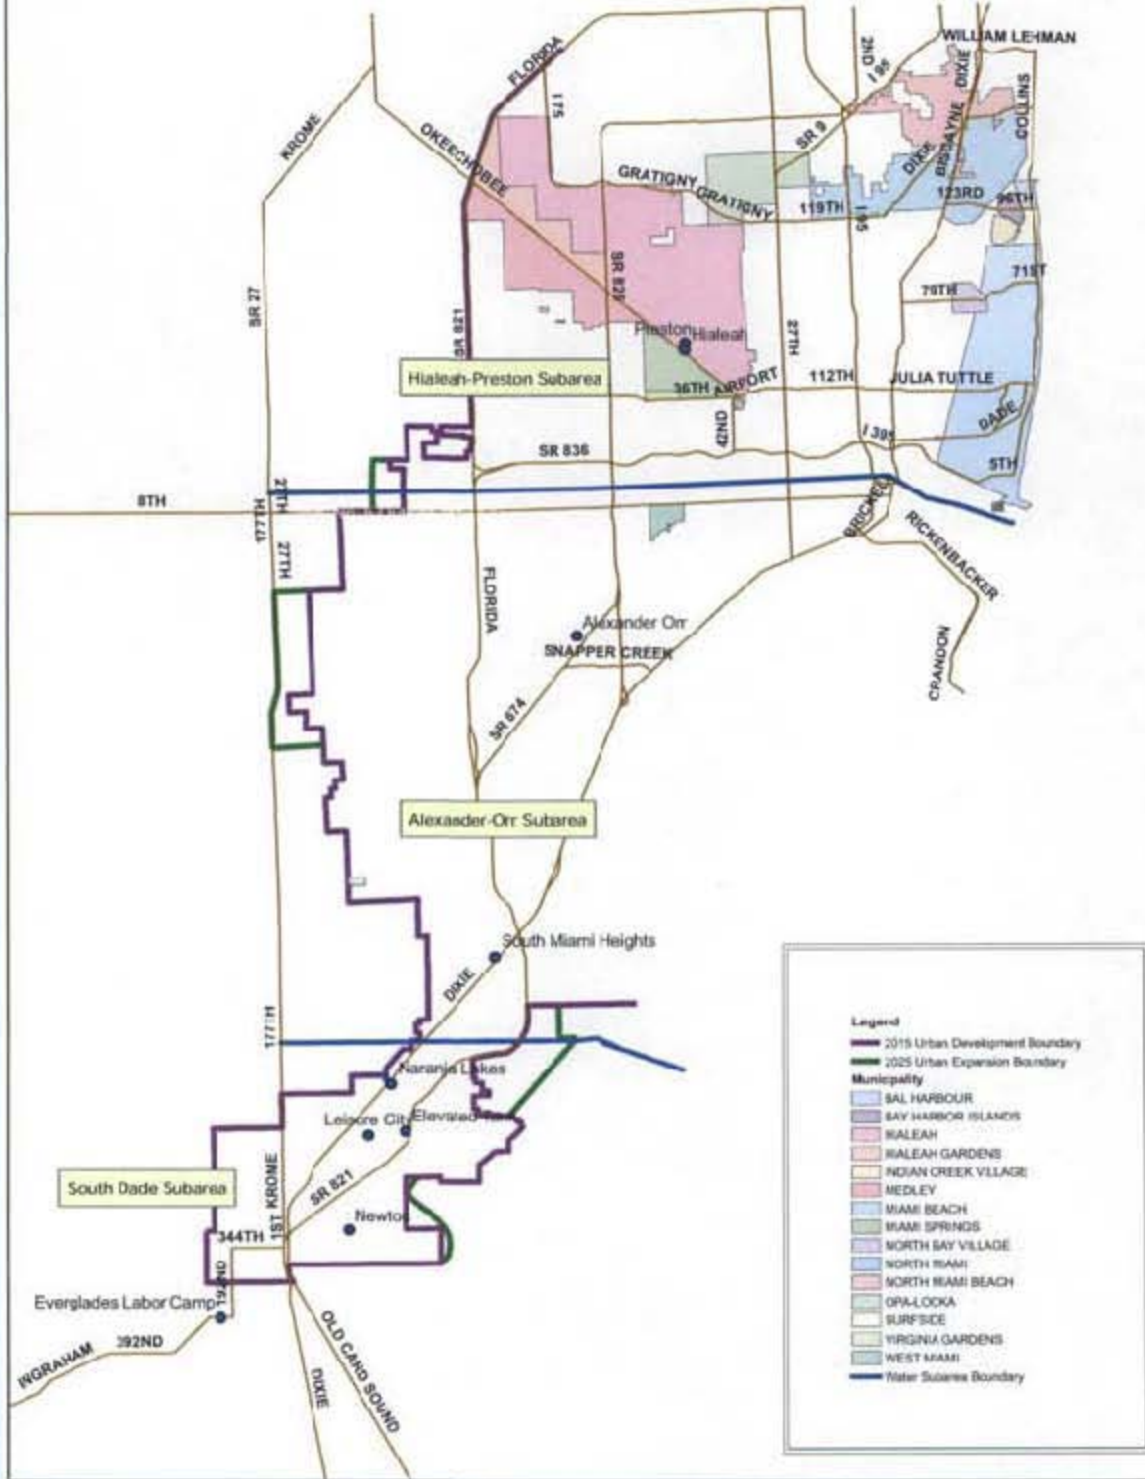 WILLIAM LEHMAN
2ND
I 95
DIXIE
COLLINS
FLORIDA
I 75
KROME
OKEECHOBEE
SR 9
BISCAYNE
DIXIE
GRATIGNY
GRATIGNY
119TH
I 95
123RD
96TH
SR 27
SR 821
SR 826
79TH
71ST
27TH
Preston
Hialeah
Hialeah-Preston Subarea
36TH
AIRPORT
112TH
JULIA TUTTLE
42ND
DADE
SR 836
I 395
5TH
8TH
27TH
177TH
27TH
BRICKELL
RICKENBACKER
FLORIDA
Alexander Orr
SNAPPER CREEK
CRANDON
SR 874
Alexander-Orr Subarea
South Miami Heights
DIXIE
177TH
Naranja Lakes
Leisure City
Elevated
South Dade Subarea
1ST KRONE
SR 821
Newton
344TH
192ND
Everglades Labor Camp
392ND
INGRAHAM
OLD CARD SOUND
DIXIE
Legend
2015 Urban Development Boundary
2025 Urban Expansion Boundary
Municpality
BAL HARBOUR
BAY HARBOR ISLANDS
HIALEAH
HIALEAH GARDENS
INDIAN CREEK VILLAGE
MEDLEY
MIAMI BEACH
MIAMI SPRINGS
NORTH BAY VILLAGE
NORTH MIAMI
NORTH MIAMI BEACH
OPA-LOCKA
SURFSIDE
VIRGINIA GARDENS
WEST MIAMI
Water Subarea Boundary